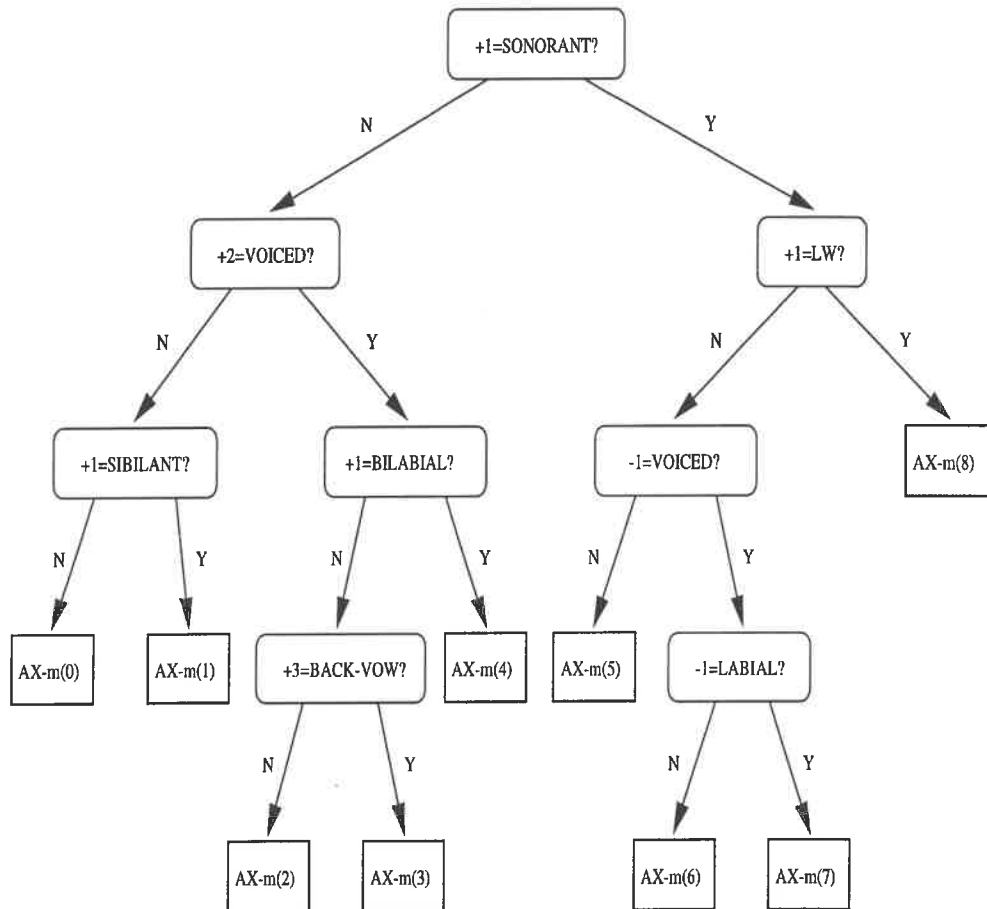 +1=SONORANT?
N
Y
+2=VOICED?
+1=LW?
N
Y
N
Y
+1=SIBILANT?
+1=BILABIAL?
-1=VOICED?
AX-m(8)
N
Y
N
Y
N
Y
AX-m(0)
AX-m(1)
+3=BACK-VOW?
AX-m(4)
AX-m(5)
-1=LABIAL?
N
Y
N
Y
AX-m(2)
AX-m(3)
AX-m(6)
AX-m(7)